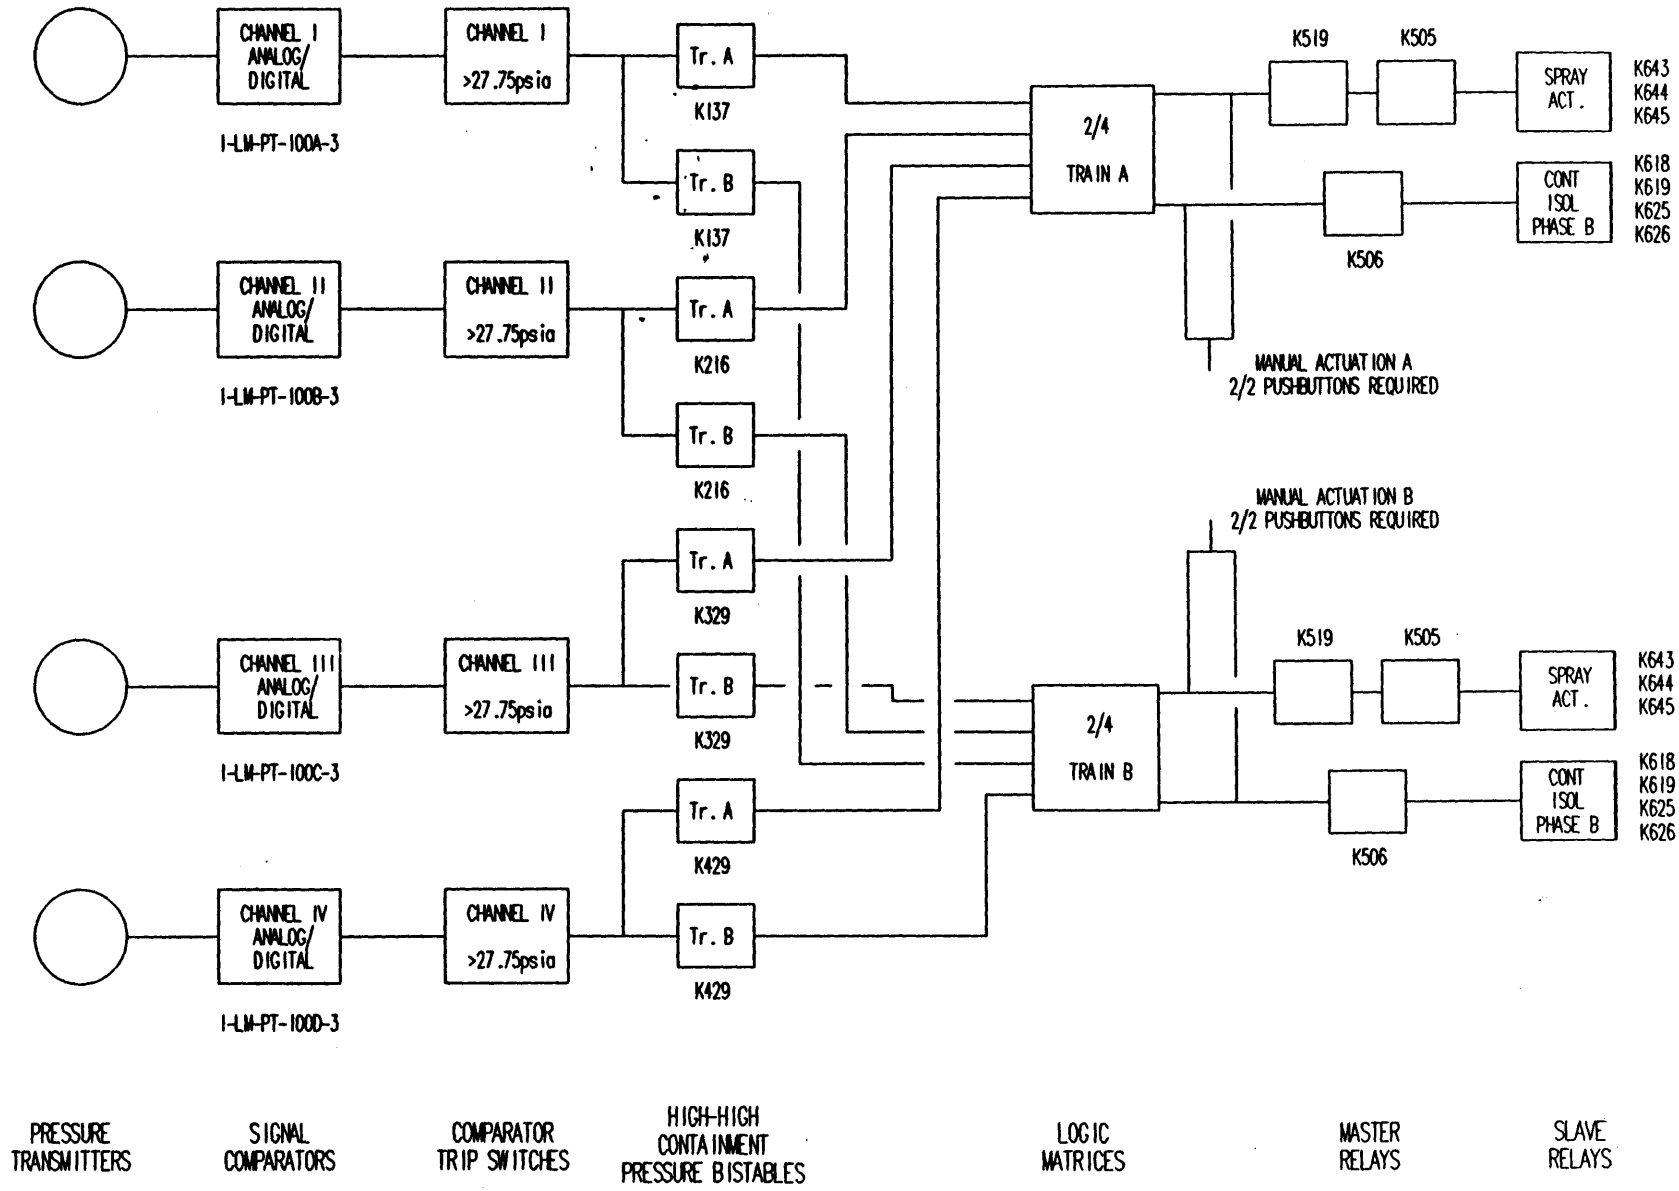 CHANNEL I
ANALOG/
DIGITAL
1-LM-PT-100A-3
CHANNEL I
>27.75psia
Tr. A
K137
Tr. B
K137
CHANNEL II
ANALOG/
DIGITAL
1-LM-PT-100B-3
CHANNEL II
>27.75psia
Tr. A
K216
Tr. B
K216
CHANNEL III
ANALOG/
DIGITAL
1-LM-PT-100C-3
CHANNEL III
>27.75psia
Tr. A
K329
Tr. B
K329
CHANNEL IV
ANALOG/
DIGITAL
1-LM-PT-100D-3
CHANNEL IV
>27.75psia
Tr. A
K429
Tr. B
K429
2/4
TRAIN A
K519
K505
SPRAY
ACT.
K643
K644
K645
K506
CONT
ISOL
PHASE B
K618
K619
K625
K626
MANUAL ACTUATION A
2/2 PUSHBUTTONS REQUIRED
MANUAL ACTUATION B
2/2 PUSHBUTTONS REQUIRED
2/4
TRAIN B
K519
K505
SPRAY
ACT.
K643
K644
K645
K506
CONT
ISOL
PHASE B
K618
K619
K625
K626
PRESSURE
TRANSMITTERS
SIGNAL
COMPARATORS
COMPARATOR
TRIP SWITCHES
HIGH-HIGH
CONTAINMENT
PRESSURE BISTABLES
LOGIC
MATRICES
MASTER
RELAYS
SLAVE
RELAYS